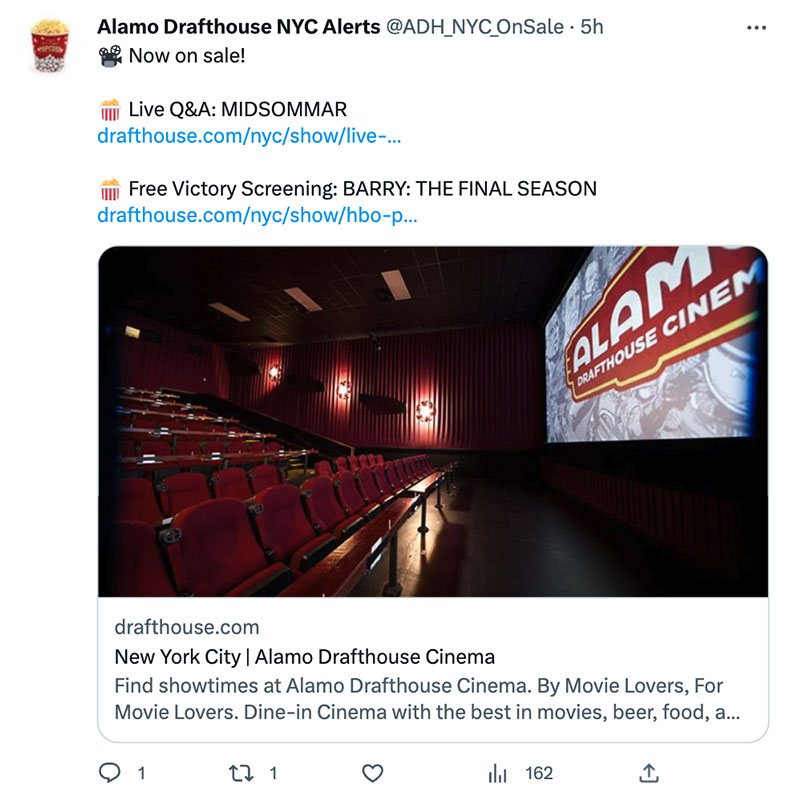 Alamo Drafthouse NYC Alerts @ADH_NYC_OnSale · 5h
Now on sale!
Live Q&A: MIDSOMMAR
drafthouse.com/nyc/show/live-...
Free Victory Screening: BARRY: THE FINAL SEASON
drafthouse.com/nyc/show/hbo-p...
ALAM
DRAFTHOUSE CINEM
drafthouse.com
New York City | Alamo Drafthouse Cinema
Find showtimes at Alamo Drafthouse Cinema. By Movie Lovers, For
Movie Lovers. Dine-in Cinema with the best in movies, beer, food, a...
1 1 162